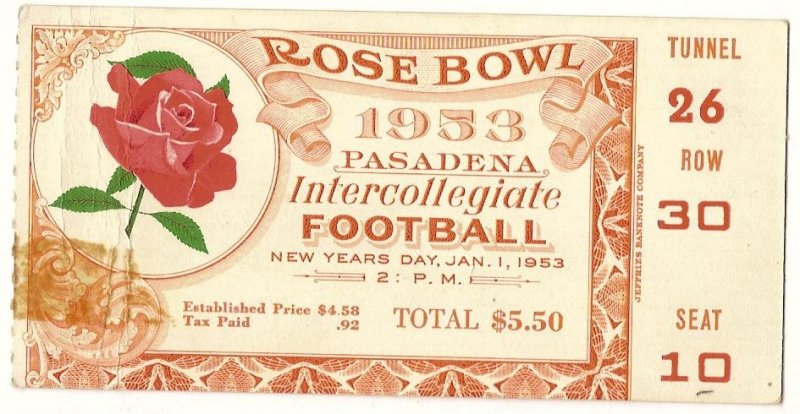 ROSE BOWL
1953
PASADENA
Intercollegiate
FOOTBALL
NEW YEARS DAY, JAN. 1, 1953
2: P. M.
Established Price $4.58
Tax Paid .92
TOTAL $5.50
JEFFRIES BANKNOTE COMPANY
TUNNEL
26
ROW
30
SEAT
10